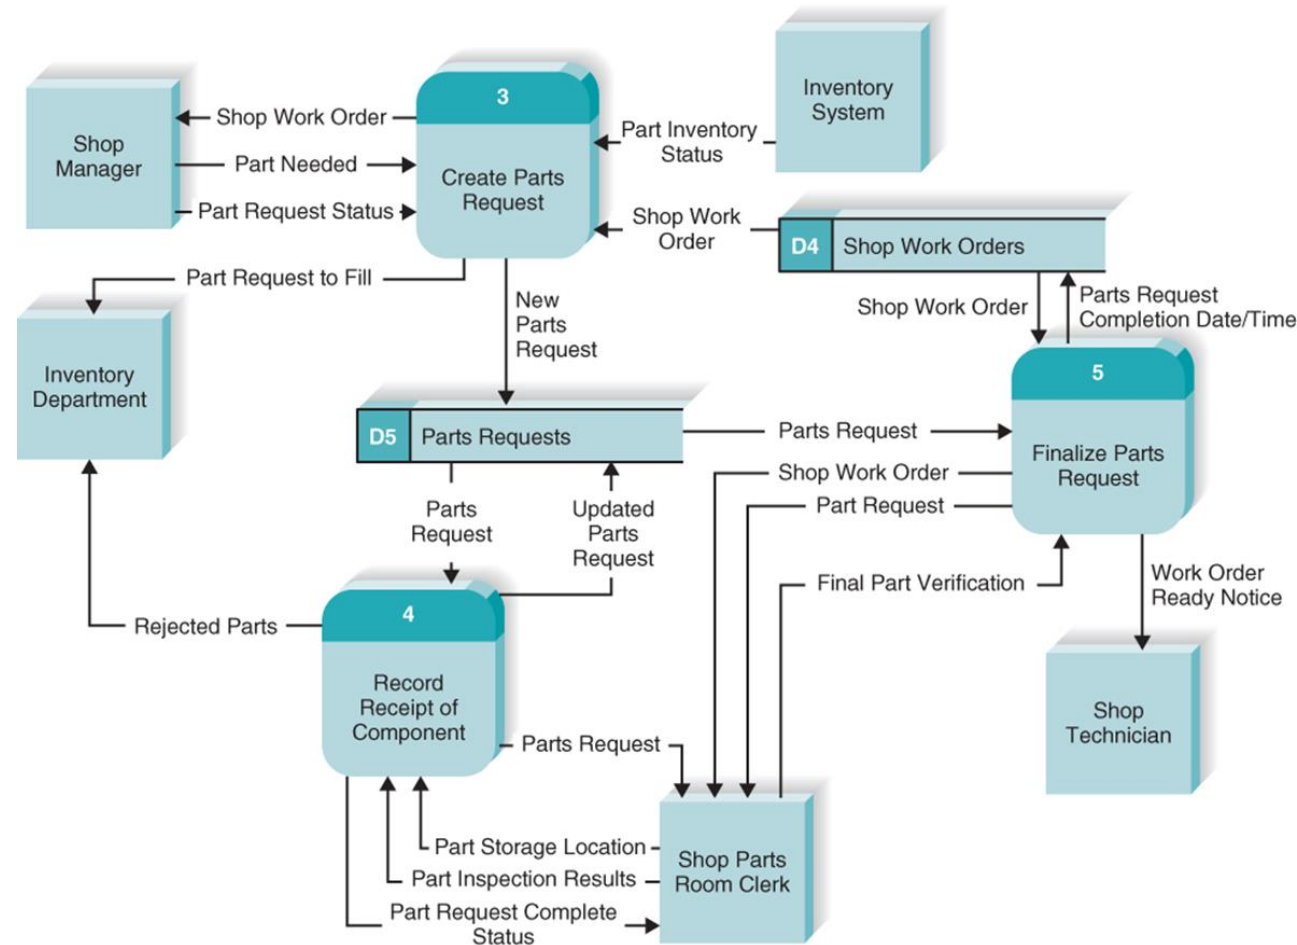 3
Inventory
System
Shop Work Order
Part Inventory
Status
Shop
Manager
Part Needed
Create Parts
Request
Part Request Status
Shop Work
Order
D4
Shop Work Orders
Part Request to Fill
New
Parts
Request
Shop Work Order
Parts Request
Completion Date/Time
Inventory
Department
5
D5
Parts Requests
Parts Request
Finalize Parts
Request
Shop Work Order
Part Request
Parts
Request
Updated
Parts
Request
Final Part Verification
Work Order
Ready Notice
4
Rejected Parts
Record
Receipt of
Component
Shop
Technician
Parts Request
Part Storage Location
Part Inspection Results
Part Request Complete
Status
Shop Parts
Room Clerk